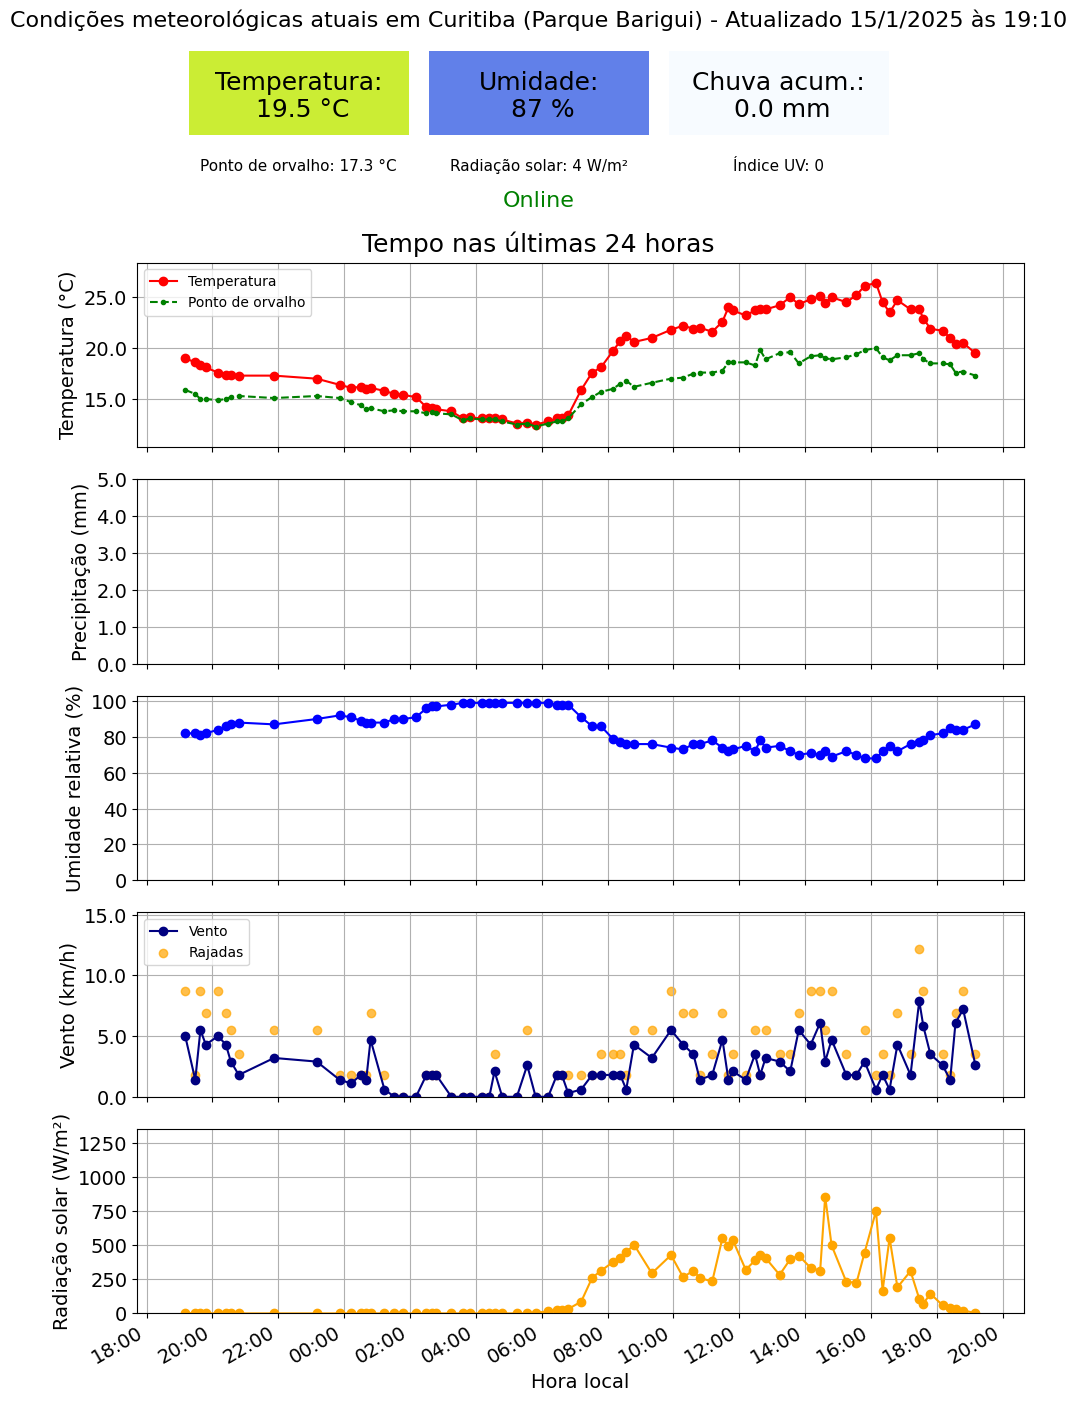 Condições meteorológicas atuais em Curitiba (Parque Barigui) - Atualizado 15/1/2025 às 19:10
Temperatura:
19.5 °C
Umidade:
87 %
Chuva acum.:
0.0 mm
Ponto de orvalho: 17.3 °C
Radiação solar: 4 W/m²
Índice UV: 0
Online
Tempo nas últimas 24 horas
Temperatura (°C)
25.0
20.0
15.0
Temperatura
Ponto de orvalho
Precipitação (mm)
5.0
4.0
3.0
2.0
1.0
0.0
Umidade relativa (%)
100
80
60
40
20
0
Vento (km/h)
15.0
10.0
5.0
0.0
Vento
Rajadas
Radiação solar (W/m²)
1250
1000
750
500
250
0
18:00
20:00
22:00
00:00
02:00
04:00
06:00
08:00
10:00
12:00
14:00
16:00
18:00
20:00
Hora local